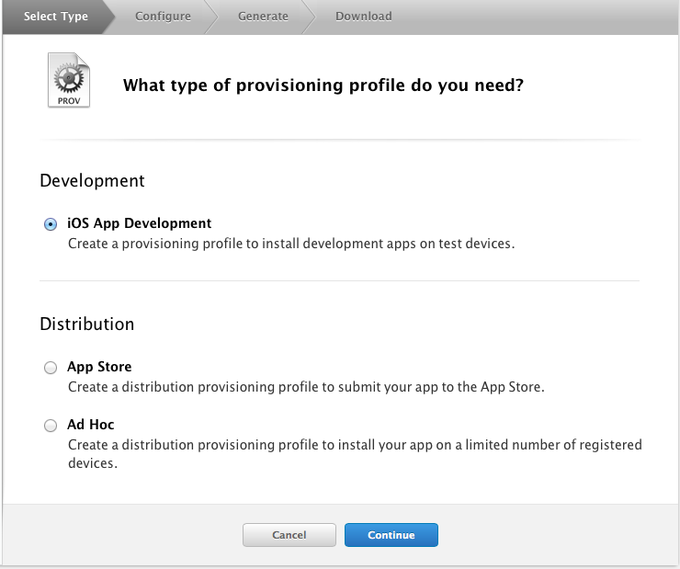 Select Type
Configure
Generate
Download
PROV
What type of provisioning profile do you need?
Development
iOS App Development
Create a provisioning profile to install development apps on test devices.
Distribution
App Store
Create a distribution provisioning profile to submit your app to the App Store.
Ad Hoc
Create a distribution provisioning profile to install your app on a limited number of registered
devices.
Cancel
Continue